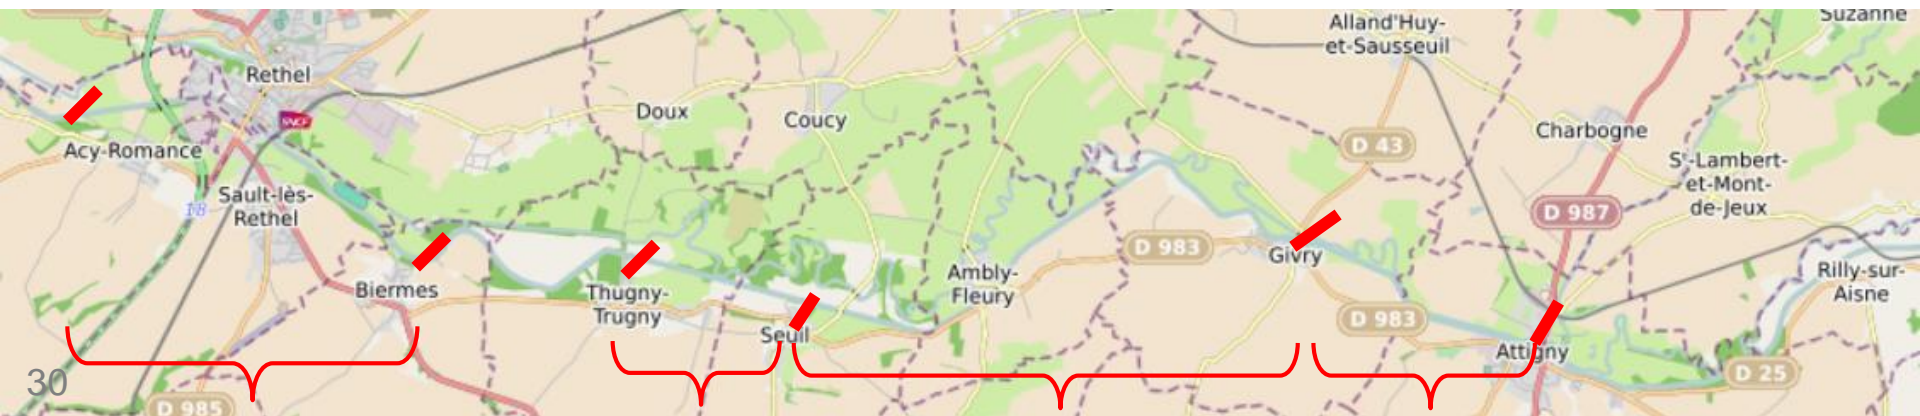 Suzanne
Alland'Huy-
et-Sausseuil
Rethel
SNCF
Doux
Coucy
Charbogne
D 43
Acy-Romance
St-Lambert-
et-Mont-
de-Jeux
Sault-lès-
Rethel
D 987
D 983
Givry
Biermes
Thugny-
Trugny
Ambly-
Fleury
Rilly-sur-
Aisne
D 983
Seuil
Attigny
D 25
30
D 985